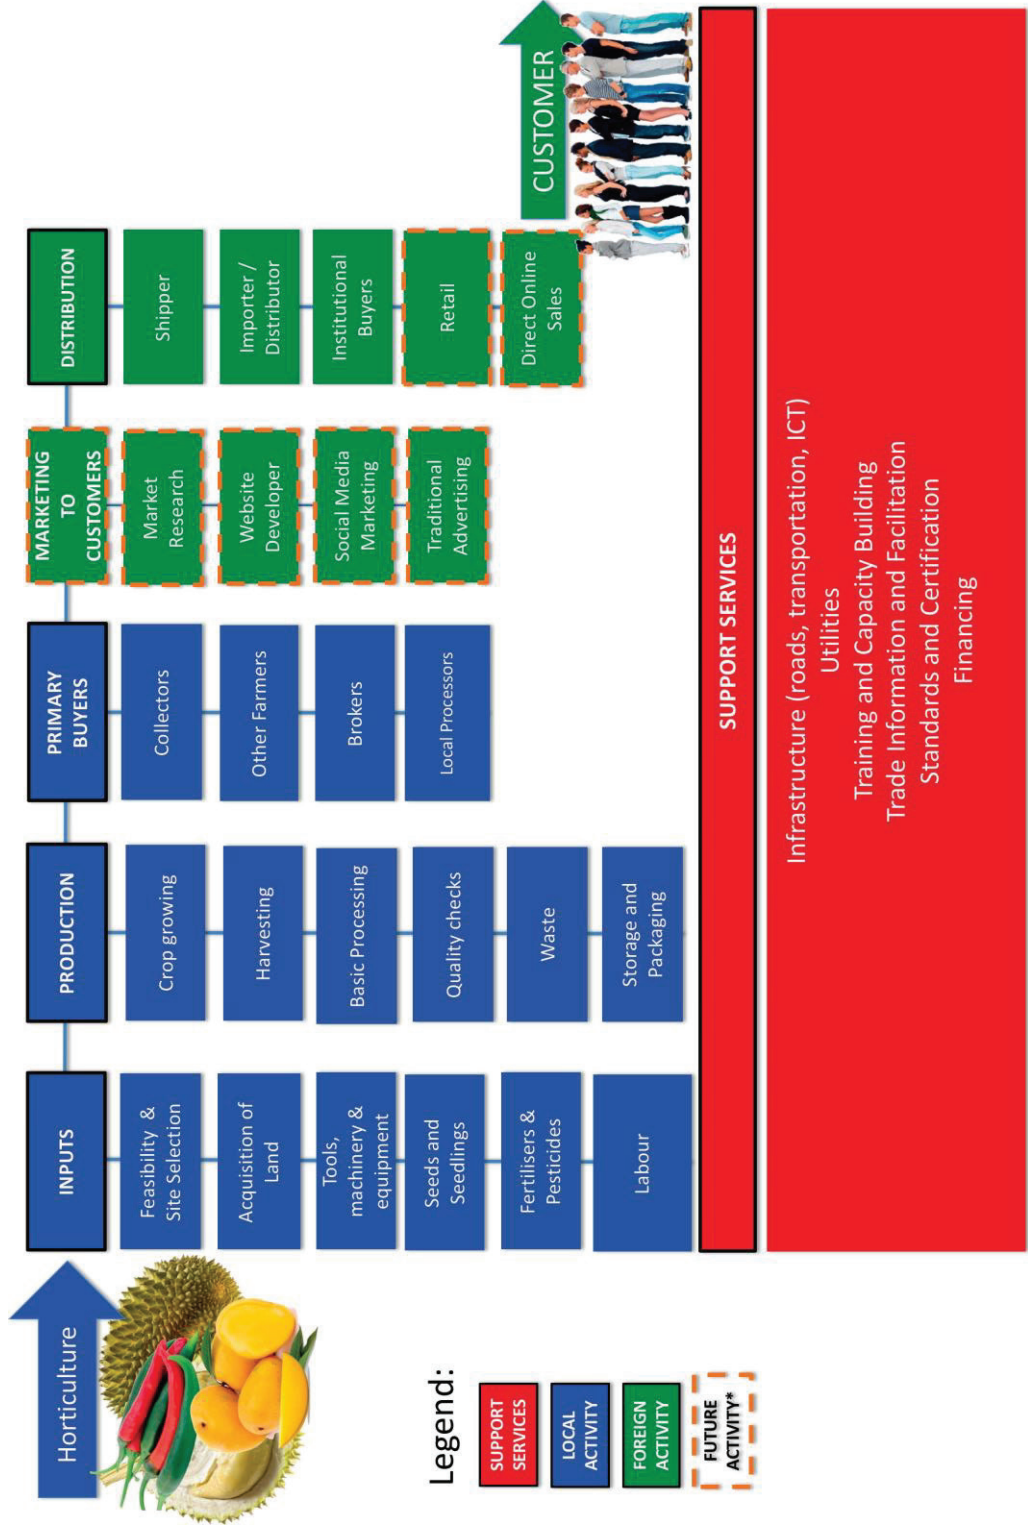 Horticulture
INPUTS
Feasibility &
Site Selection
Acquisition of
Land
Tools,
machinery &
equipment
Seeds and
Seedlings
Fertilisers &
Pesticides
Labour
PRODUCTION
Crop growing
Harvesting
Basic Processing
Quality checks
Waste
Storage and
Packaging
PRIMARY
BUYERS
Collectors
Other Farmers
Brokers
Local Processors
MARKETING
TO
CUSTOMERS
Market
Research
Website
Developer
Social Media
Marketing
Traditional
Advertising
DISTRIBUTION
Shipper
Importer /
Distributor
Institutional
Buyers
Retail
Direct Online
Sales
CUSTOMER
SUPPORT SERVICES
Infrastructure (roads, transportation, ICT)
Utilities
Training and Capacity Building
Trade Information and Facilitation
Standards and Certification
Financing
Legend:
SUPPORT
SERVICES
LOCAL
ACTIVITY
FOREIGN
ACTIVITY
FUTURE
ACTIVITY*